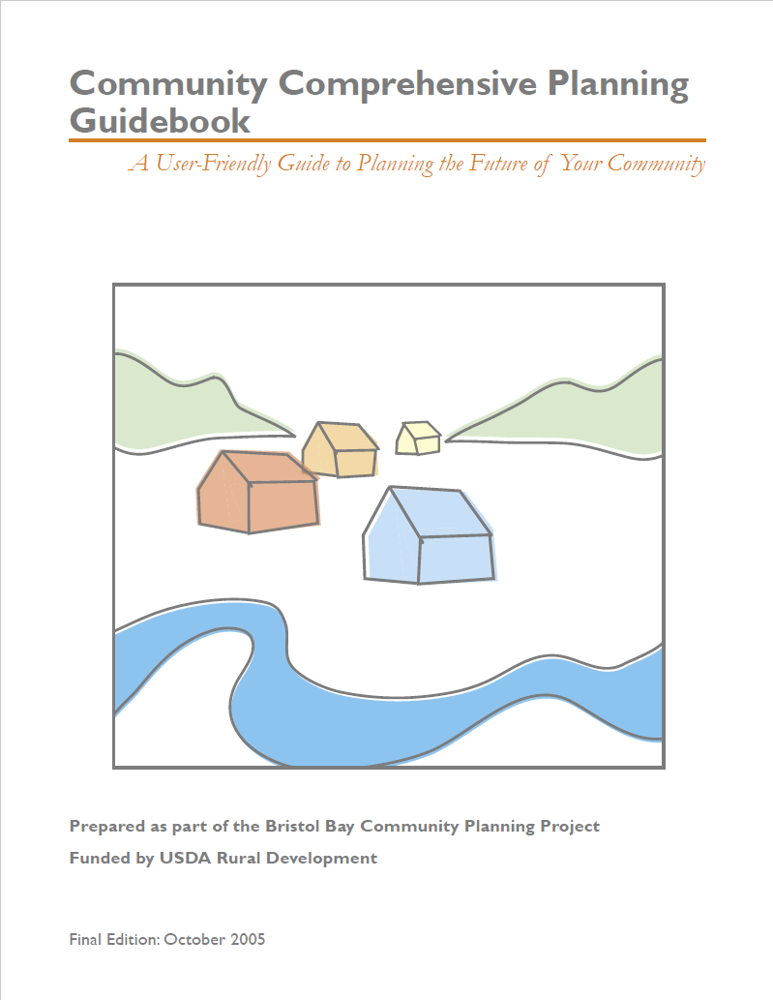 Community Comprehensive Planning
Guidebook
A User-Friendly Guide to Planning the Future of Your Community
Prepared as part of the Bristol Bay Community Planning Project
Funded by USDA Rural Development
Final Edition: October 2005